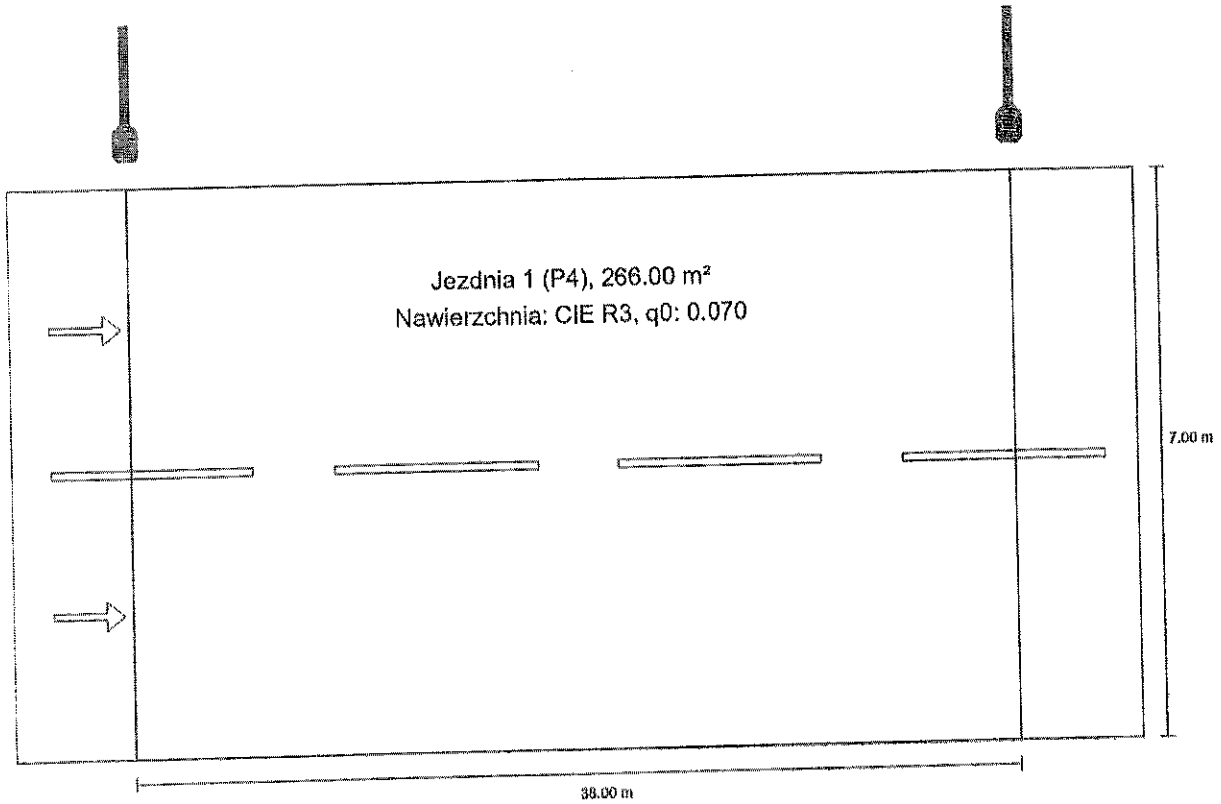 Jezdnia 1 (P4), 266.00 m²
Nawierzchnia: CIE R3, q0: 0.070
7.00 m
38.00 m